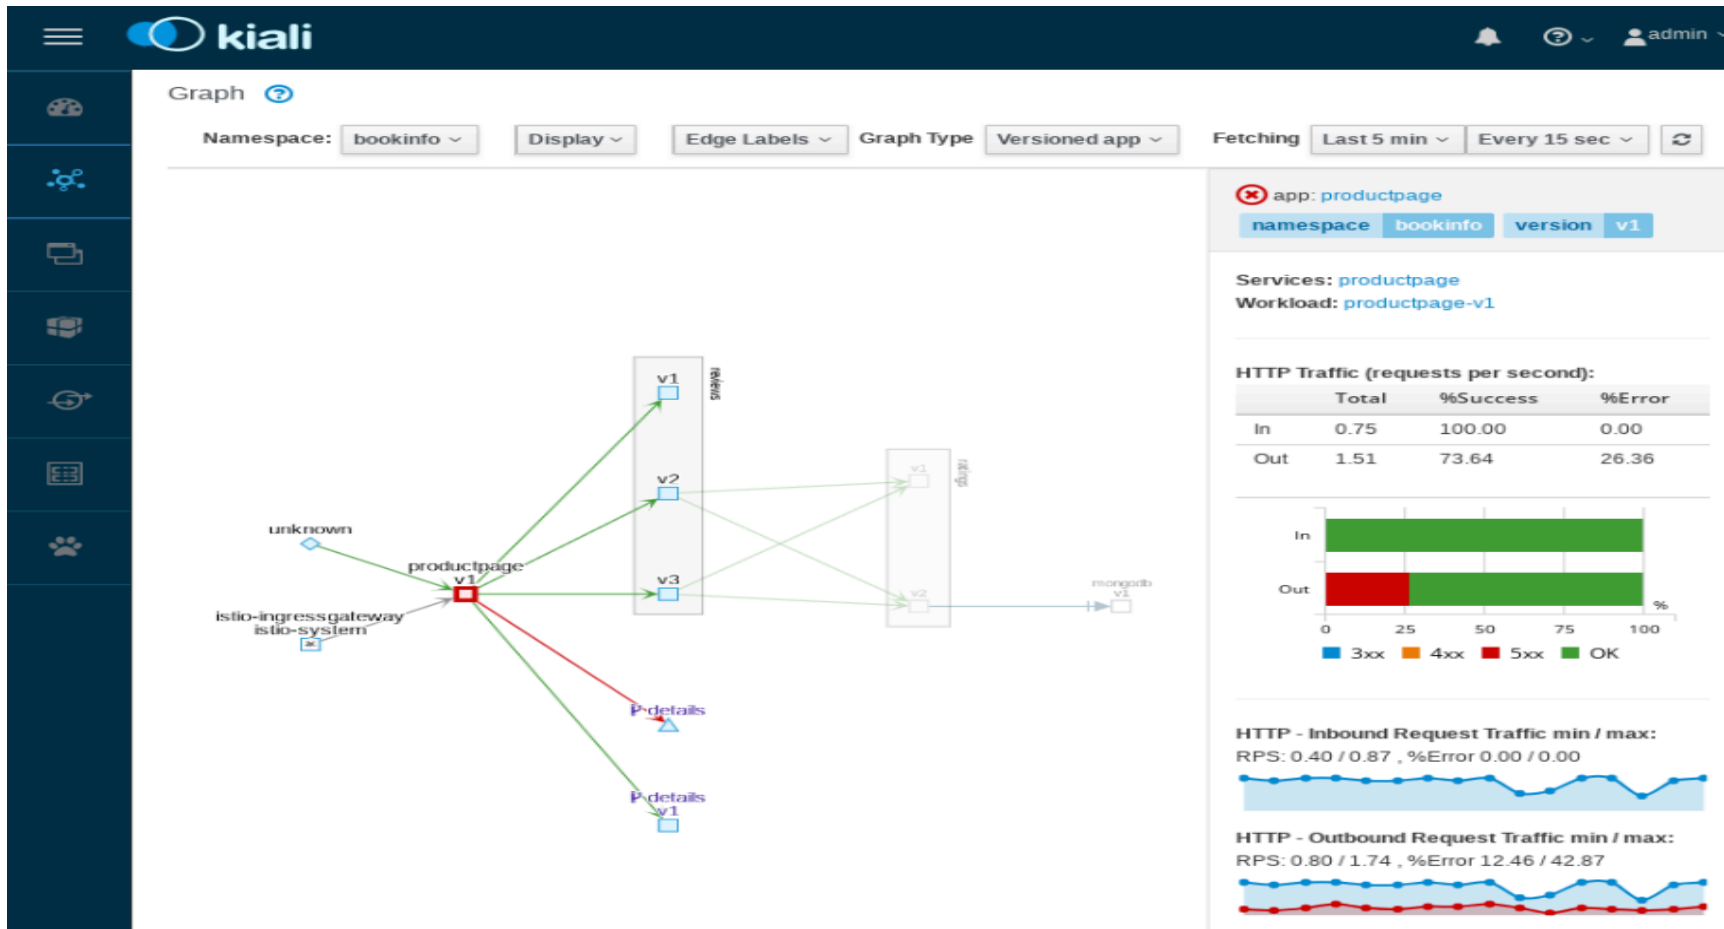 kiali
admin
Graph
Namespace: bookinfo Display Edge Labels Graph Type Versioned app Fetching Last 5 min Every 15 sec
app: productpage
namespace bookinfo version v1
Services: productpage
Workload: productpage-v1
HTTP Traffic (requests per second):
Total %Success %Error
In 0.75 100.00 0.00
Out 1.51 73.64 26.36
In
Out
%
0 25 50 75 100
3xx 4xx 5xx OK
HTTP - Inbound Request Traffic min / max:
RPS: 0.40 / 0.87 , %Error 0.00 / 0.00
HTTP - Outbound Request Traffic min / max:
RPS: 0.80 / 1.74 , %Error 12.46 / 42.87
v1
reviews
v2
v3
v1
ratings
v2
mongodb
v1
unknown
productpage
v1
istio-ingressgateway
istio-system
details
details
v1